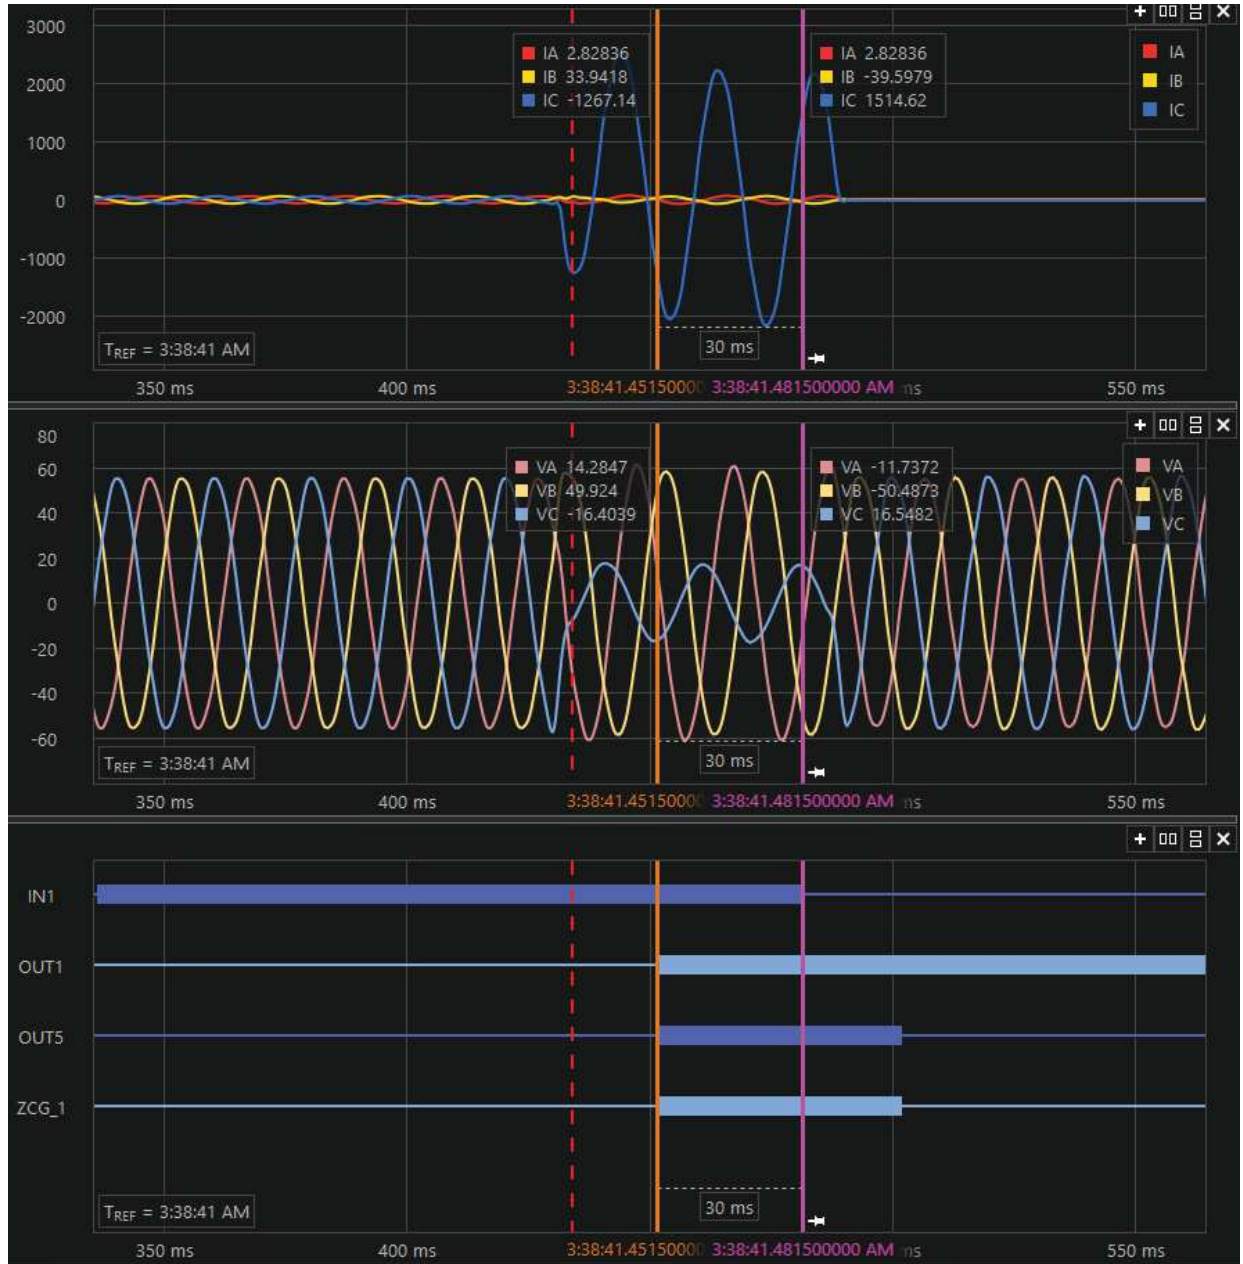 3000
2000
1000
0
-1000
-2000
IA 2.82836
IB 33.9418
IC -1267.14
IA 2.82836
IB -39.5979
IC 1514.62
IA
IB
IC
TREF = 3:38:41 AM
30 ms
350 ms 400 ms 3:38:41.45150000 3:38:41.481500000 AM ms 550 ms
80
60
40
20
0
-20
-40
-60
VA 14.2847
VB 49.924
VC -16.4039
VA -11.7372
VB -50.4873
VC 16.5482
VA
VB
VC
TREF = 3:38:41 AM
30 ms
350 ms 400 ms 3:38:41.45150000 3:38:41.481500000 AM ms 550 ms
IN1
OUT1
OUT5
ZCG_1
TREF = 3:38:41 AM
30 ms
350 ms 400 ms 3:38:41.45150000 3:38:41.481500000 AM ms 550 ms